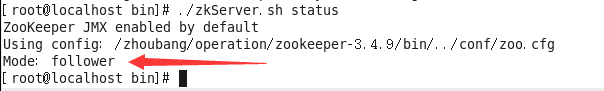 [root@localhost bin]# ./zkServer.sh status
ZooKeeper JMX enabled by default
Using config: /zhoubang/operation/zookeeper-3.4.9/bin/../conf/zoo.cfg
Mode: follower
[root@localhost bin]#